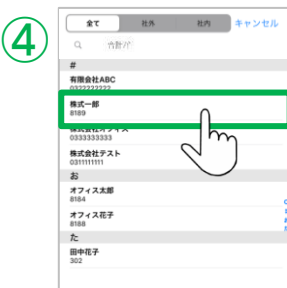 ④
全て 社外 社内 キャンセル
#
有限会社ABC
0322222222
株式一郎
8189
株式会社オフィス
0333333333
株式会社テスト
0311111111
お
オフィス太郎
8184
オフィス花子
8188
た
田中花子
302